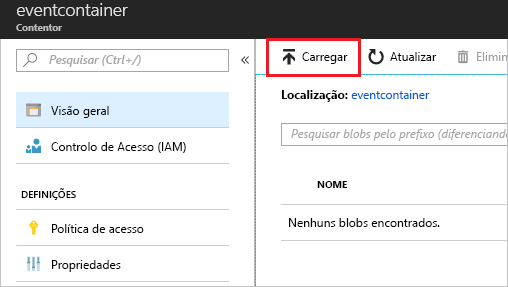 eventcontainer
Contentor
Pesquisar (Ctrl+/)
«
Carregar
Atualizar
Elimin
Visão geral
Controlo de Acesso (IAM)
DEFINIÇÕES
Política de acesso
Propriedades
Localização: eventcontainer
Pesquisar blobs pelo prefixo (diferenciand
NOME
Nenhuns blobs encontrados.